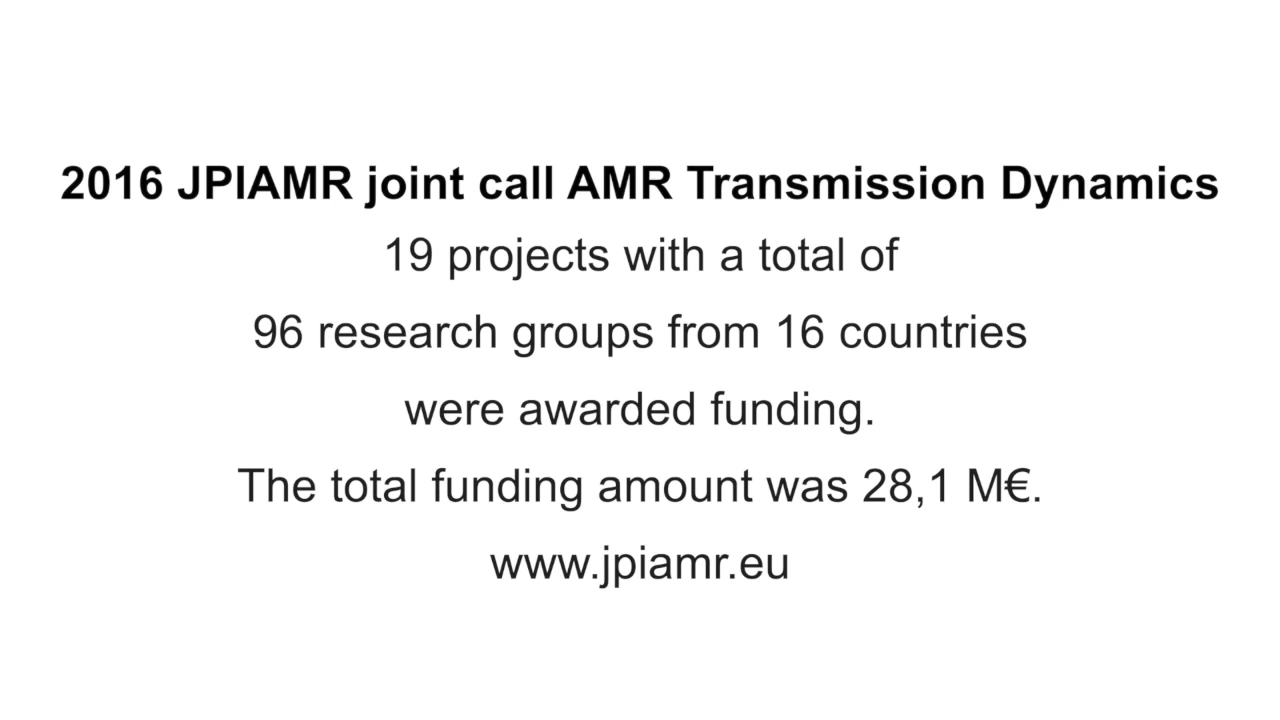 2016 JPIAMR joint call AMR Transmission Dynamics
19 projects with a total of
96 research groups from 16 countries
were awarded funding.
The total funding amount was 28,1 M€.
www.jpiamr.eu